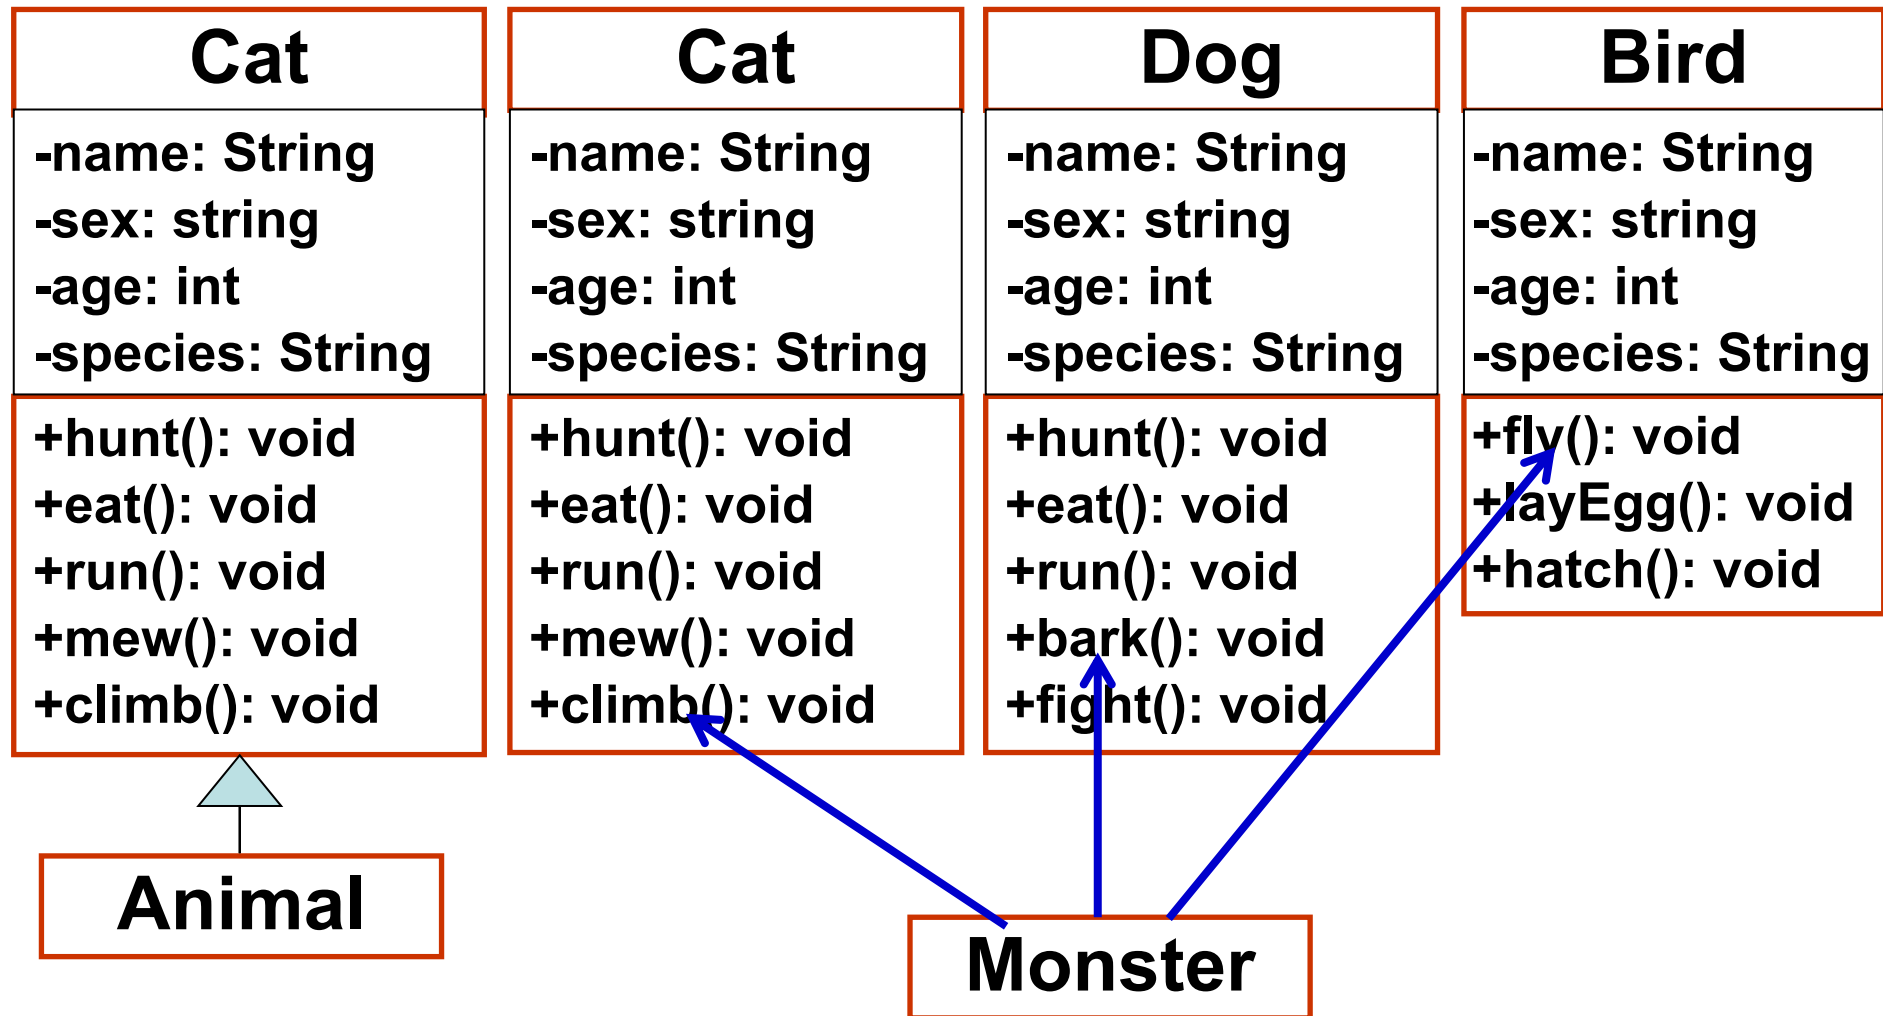 Cat
-name: String
-sex: string
-age: int
-species: String
+hunt(): void
+eat(): void
+run(): void
+mew(): void
+climb(): void
Animal
Cat
-name: String
-sex: string
-age: int
-species: String
+hunt(): void
+eat(): void
+run(): void
+mew(): void
+climb(): void
Dog
-name: String
-sex: string
-age: int
-species: String
+hunt(): void
+eat(): void
+run(): void
+bark(): void
+fight(): void
Bird
-name: String
-sex: string
-age: int
-species: String
+fly(): void
+layEgg(): void
+hatch(): void
Monster